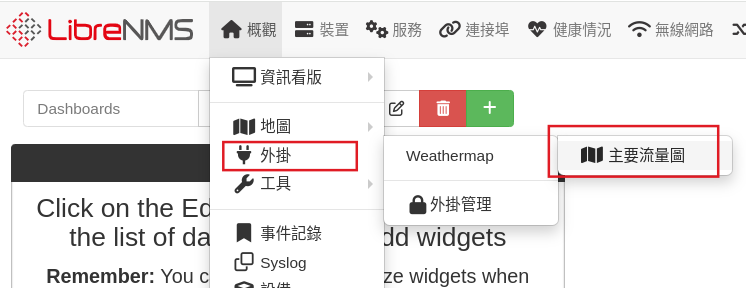 LibreNMS 概觀 裝置 服務 連接埠 健康情況 無線網路
資訊看版
Dashboards
地圖
外掛
Weathermap
主要流量圖
工具
外掛管理
Click on the Ed
the list of da dd widgets
事件記錄
Remember: You c ze widgets when
Syslog
設備